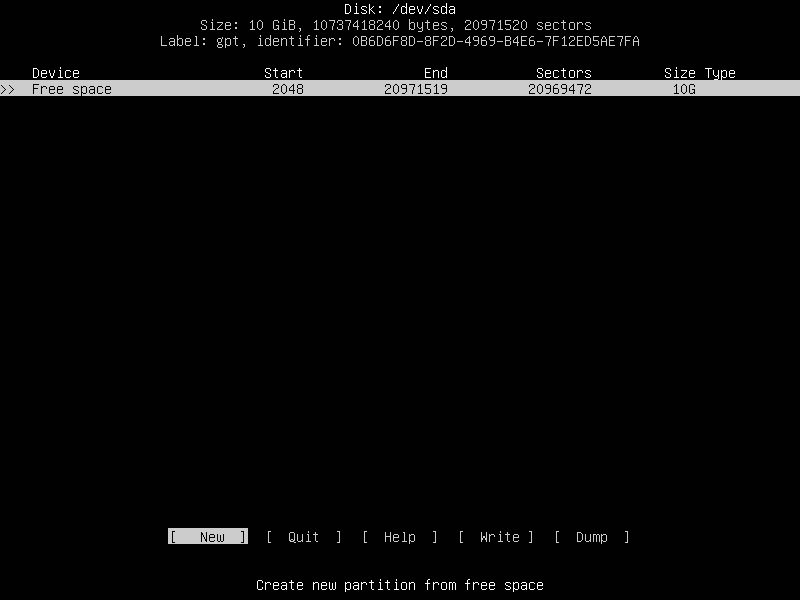 Disk: /dev/sda
Size: 10 GiB, 10737418240 bytes, 20971520 sectors
Label: gpt, identifier: 0B6D6F8D-8F2D-4969-B4E6-7F12ED5AE7FA
Device Start End Sectors Size Type
>> Free space 2048 20971519 20969472 10G
[ New ] [ Quit ] [ Help ] [ Write ] [ Dump ]
Create new partition from free space